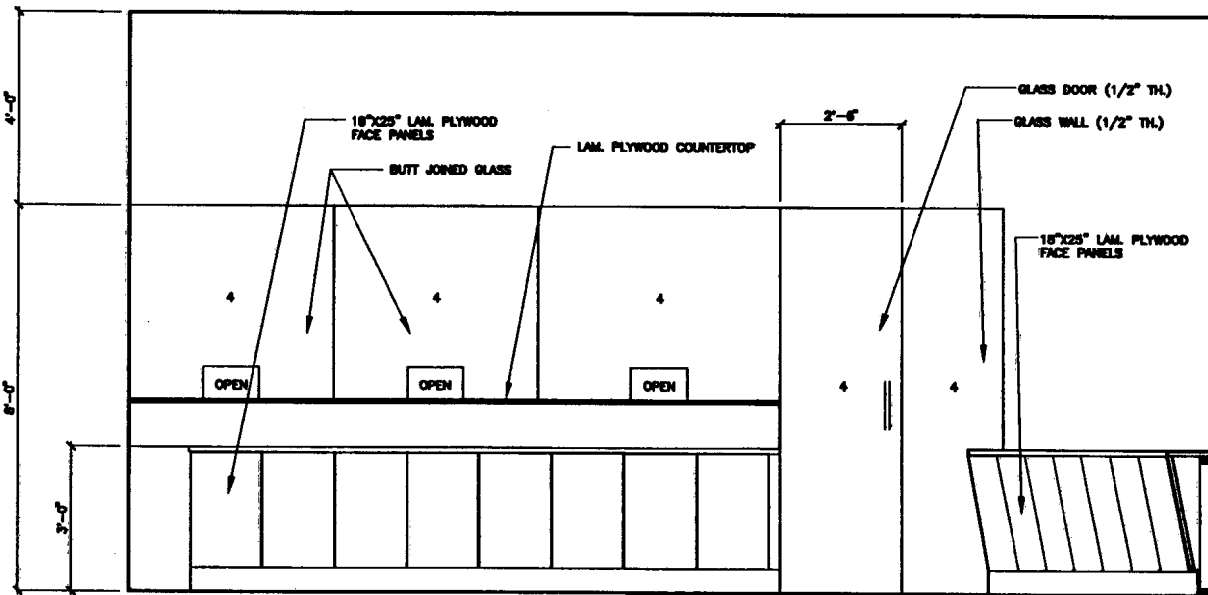 4'-0"
GLASS DOOR (1/2" TH.)
2'-6"
18"X25" LAM. PLYWOOD
FACE PANELS
GLASS WALL (1/2" TH.)
LAM. PLYWOOD COUNTERTOP
BUTT JOINED GLASS
18"X25" LAM. PLYWOOD
FACE PANELS
4
4
4
OPEN
OPEN
OPEN
4
4
8'-0"
3'-0"